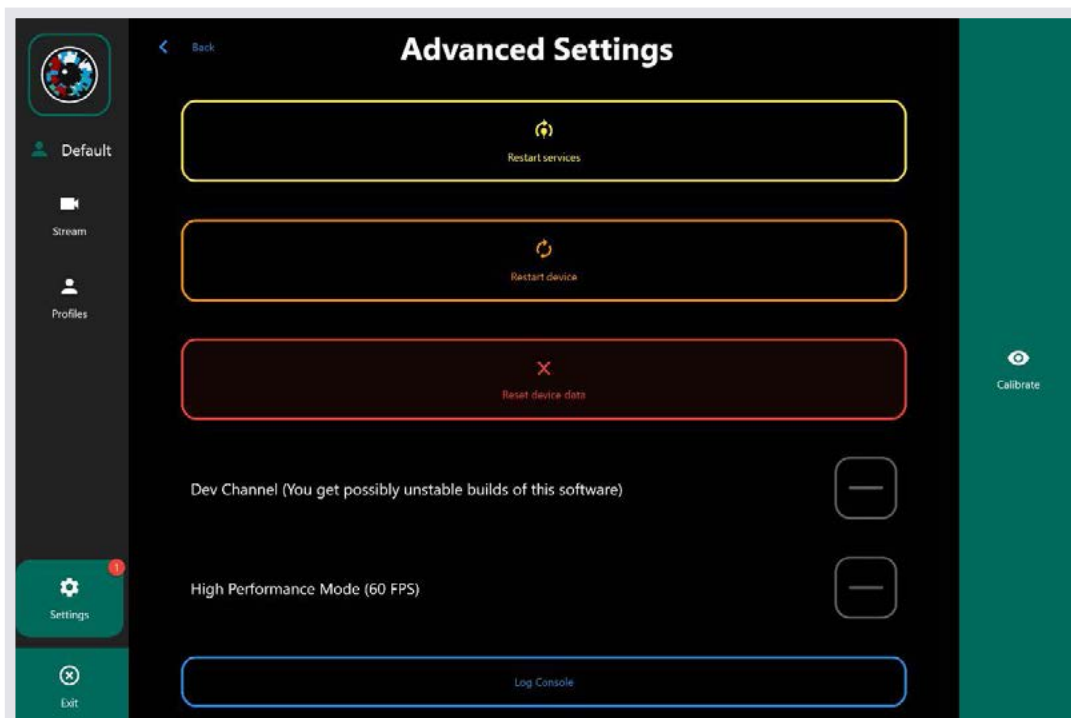 Back
Advanced Settings
Default
Stream
Profiles
1
Settings
Exit
Restart services
Restart device
Reset device data
Dev Channel (You get possibly unstable builds of this software)
High Performance Mode (60 FPS)
Log Console
Calibrate